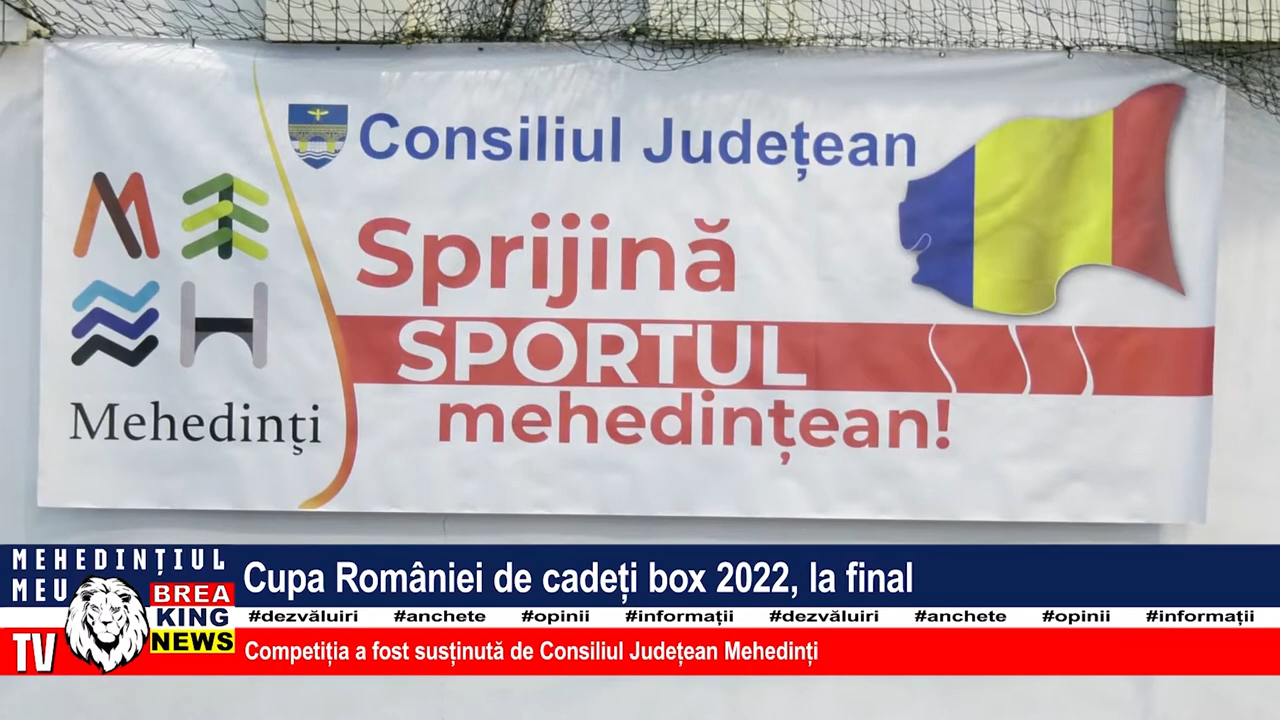 Consiliul Județean
Sprijină
SPORTUL
mehedințean!
M E
H
Mehedinți
MEHEDINȚIUL
MEU
TV
BREA
KING
NEWS
Cupa României de cadeți box 2022, la final
#dezvăluiri #anchete #opinii #informații #dezvăluiri #anchete #opinii #informații
Competiția a fost susținută de Consiliul Județean Mehedinți